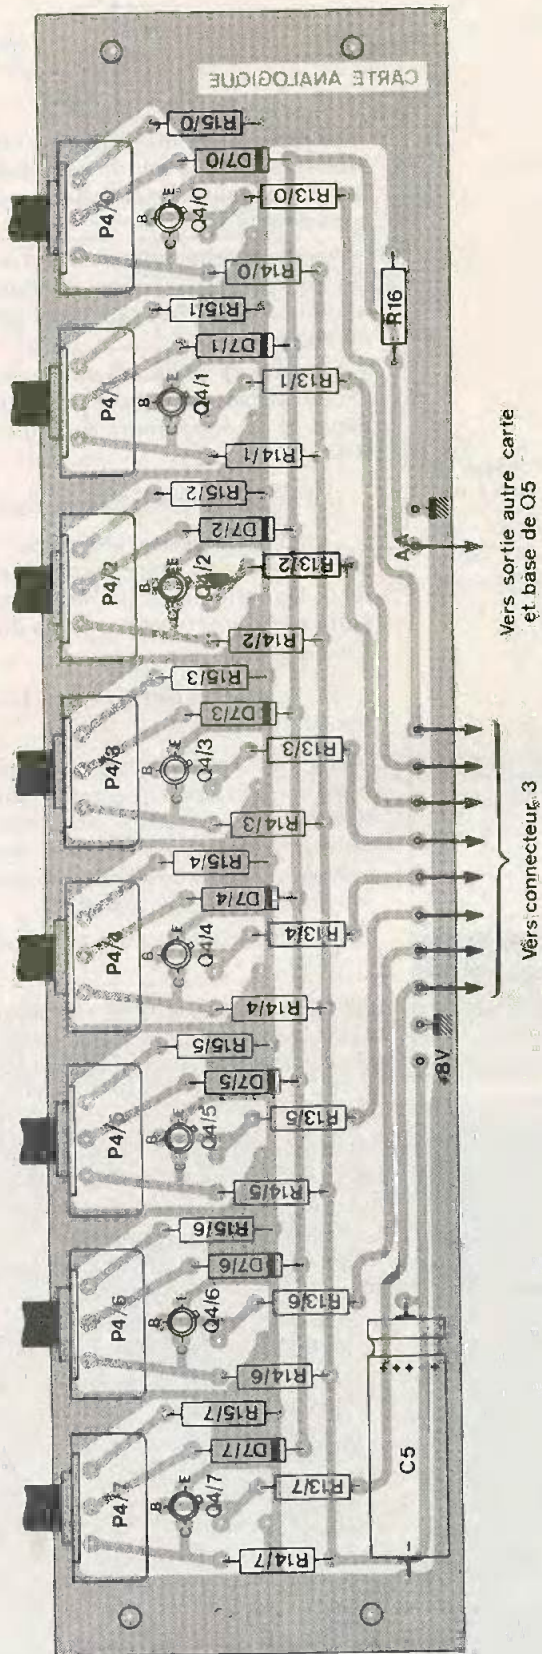 CARTE ANALOGIQUE
R15/0
D7/0
P4/0
B
E
C
Q4/0
R13/0
R14/0
R16
R15/1
D7/1
B
E
C
Q4/1
R13/1
R14/1
R15/2
D7/2
P4/2
B
E
C
R13/2
R14/2
AA
Vers sortie autre carte
et base de Q5
R15/3
D7/3
P4/3
B
E
C
Q4/3
R13/3
R14/3
R15/4
D7/4
P4/4
B
E
C
Q4/4
R13/4
R14/4
Vers connecteur 3
R15/5
D7/5
P4/5
B
E
C
Q4/5
R13/5
R14/5
+8V
R15/6
D7/6
P4/6
B
C
Q4/6
R13/6
R14/6
R15/7
D7/7
P4/7
B
E
C
Q4/7
R13/7
R14/7
C5
+ + + +
-